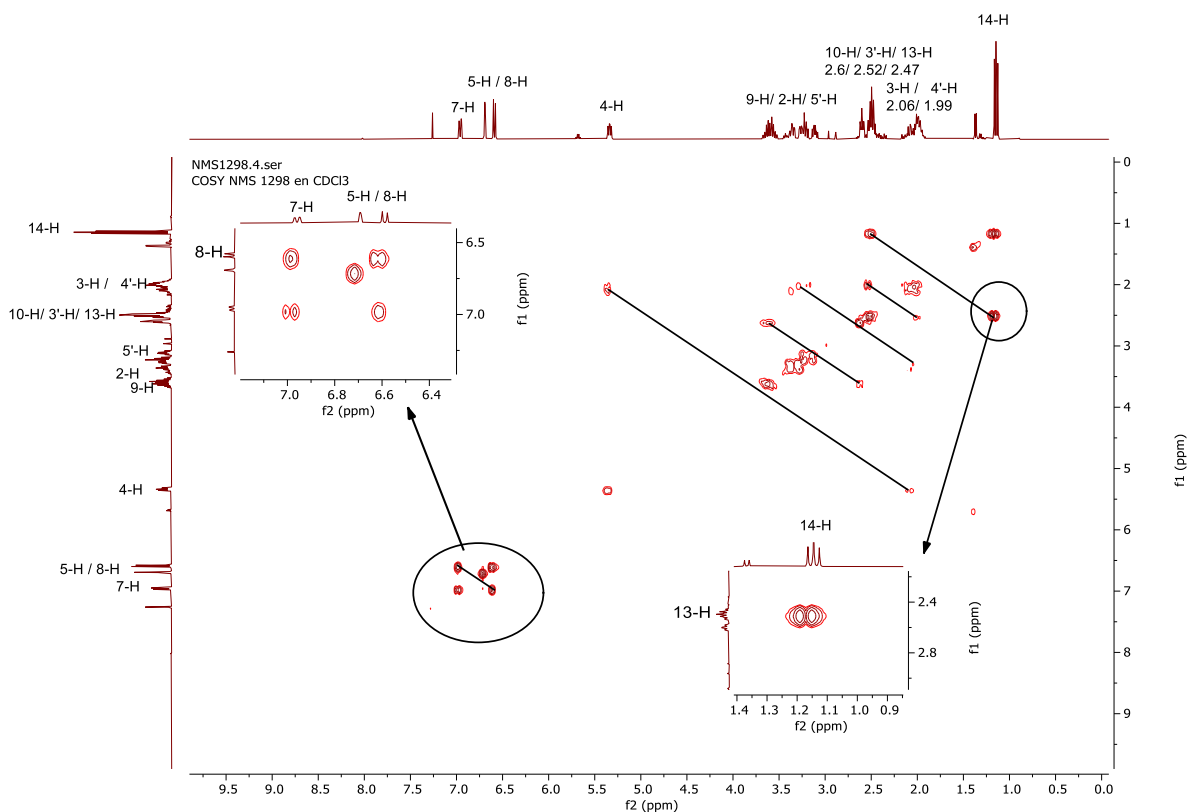 14-H
10-H/ 3'-H/ 13-H
2.6/ 2.52/ 2.47
5-H / 8-H
7-H
4-H
9-H/ 2-H/ 5'-H
3-H / 4'-H
2.06/ 1.99
NMS1298.4.ser
COSY NMS 1298 en CDCl3
5-H / 8-H
7-H
8-H
6.5
7.0
f1 (ppm)
7.0 6.8 6.6 6.4
f2 (ppm)
14-H
3-H / 4'-H
10-H/ 3'-H/ 13-H
5'-H
2-H
9-H
4-H
5-H / 8-H
7-H
14-H
13-H
2.4
2.8
f1 (ppm)
1.4 1.3 1.2 1.1 1.0 0.9
f2 (ppm)
0
1
2
3
4
5
6
7
8
9
f1 (ppm)
9.5 9.0 8.5 8.0 7.5 7.0 6.5 6.0 5.5 5.0 4.5 4.0 3.5 3.0 2.5 2.0 1.5 1.0 0.5 0.0
f2 (ppm)